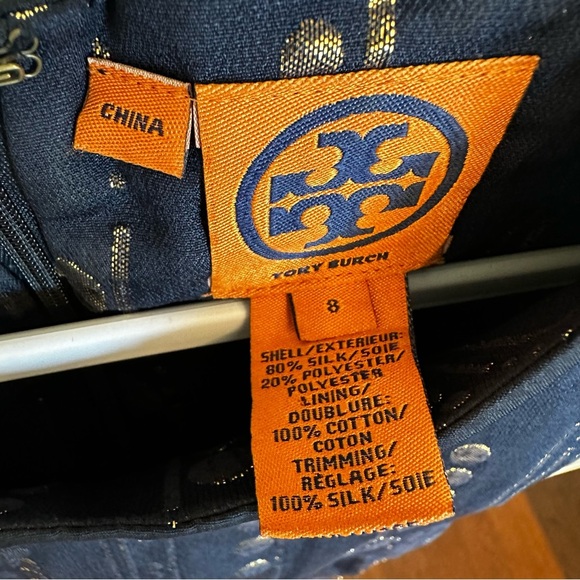 CHINA
TORY BURCH
8
SHELL/EXTERIEUR:
80% SILK/SOIE
20% POLYESTER/
POLYESTER
LINING/
DOUBLURE:
100% COTTON/
COTON
TRIMMING/
RÈGLAGE:
100% SILK/SOIE